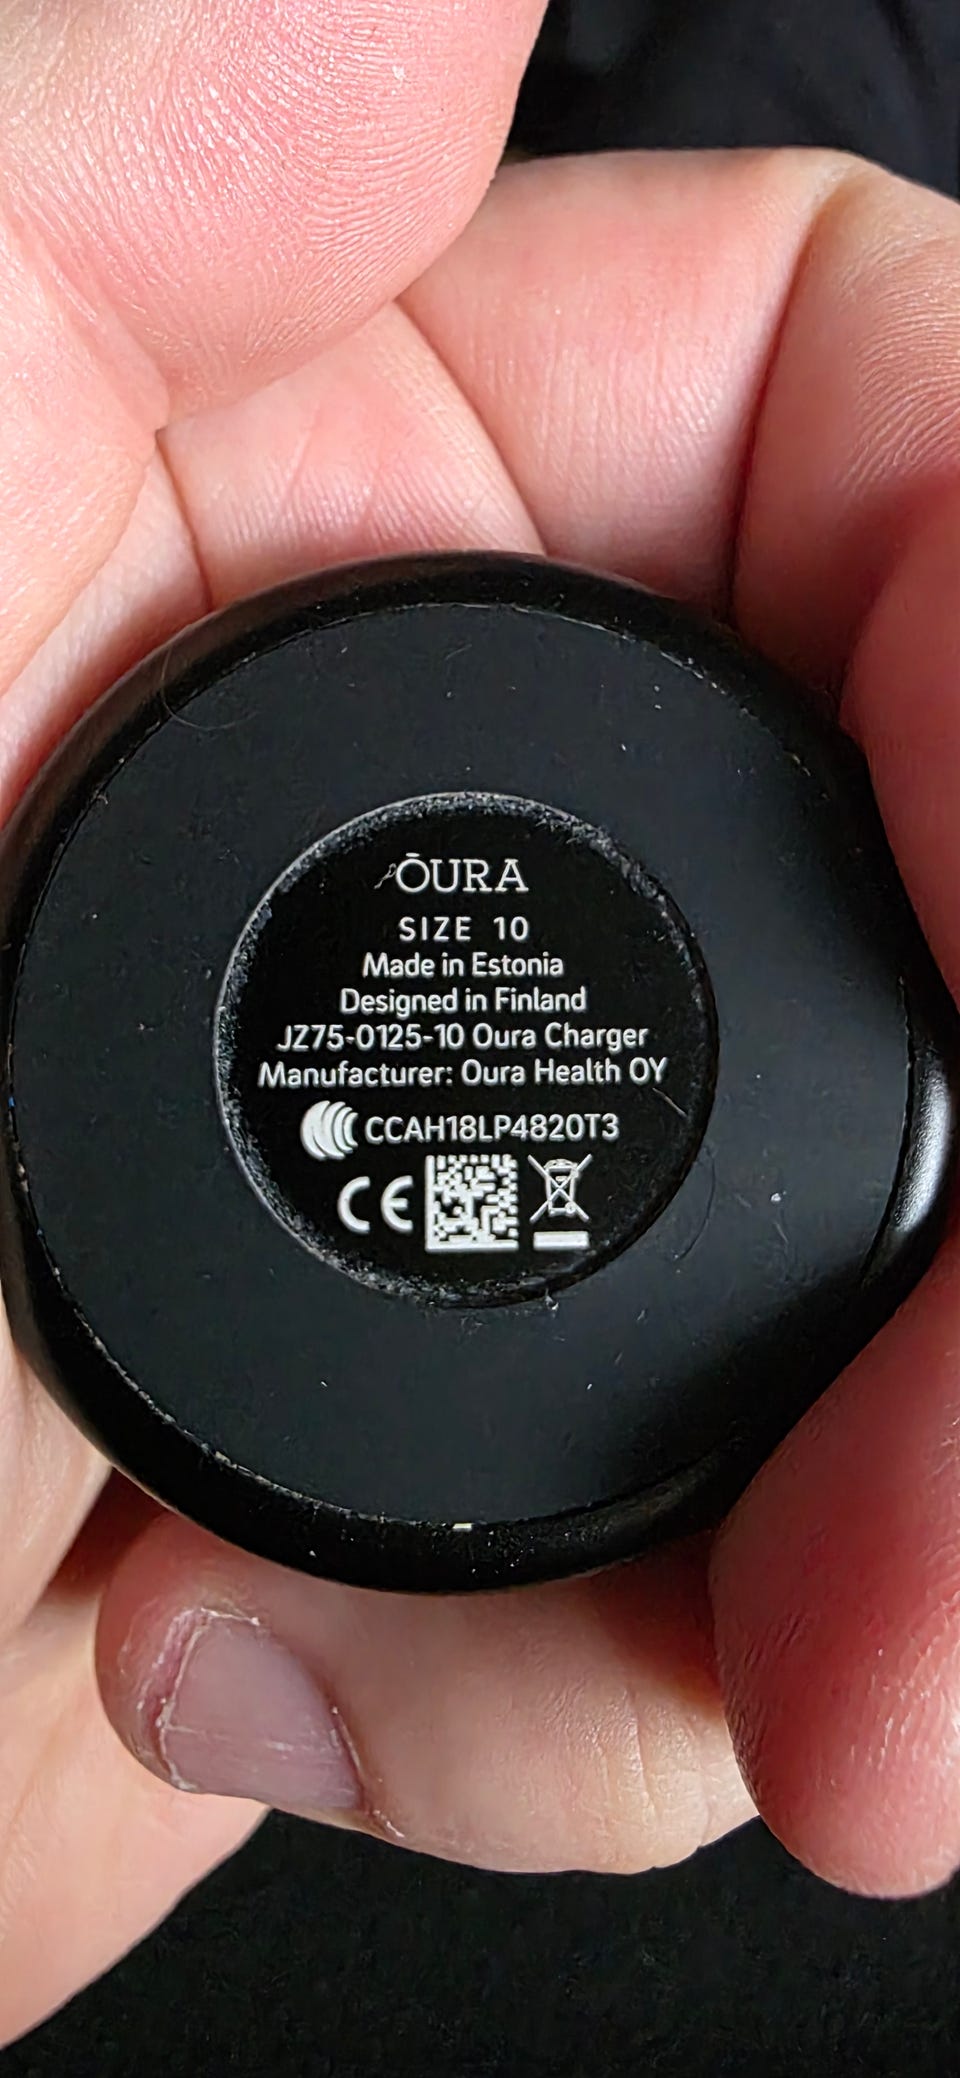 ŌURA
SIZE 10
Made in Estonia
Designed in Finland
JZ75-0125-10 Oura Charger
Manufacturer: Oura Health OY
CCAH18LP4820T3
CE